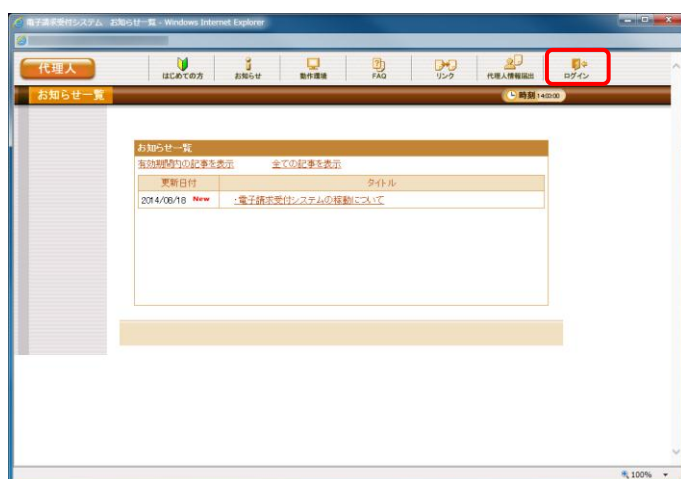 電子請求受付システム お知らせ一覧 - Windows Internet Explorer
代理人
はじめての方
お知らせ
動作環境
FAQ
リンク
代理人情報届出
ログイン
お知らせ一覧
時刻 14:00:00
お知らせ一覧
有効期間内の記事を表示 全ての記事を表示
更新日付 タイトル
2014/08/18 New ・電子請求受付システムの稼動について
100%